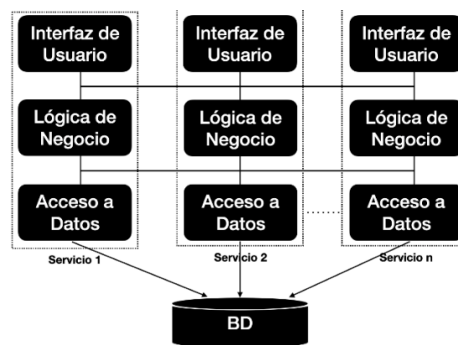 Interfaz de
Usuario
Interfaz de
Usuario
Interfaz de
Usuario
Lógica de
Negocio
Lógica de
Negocio
Lógica de
Negocio
Acceso a
Datos
Acceso a
Datos
Acceso a
Datos
Servicio 1
Servicio 2
Servicio n
BD